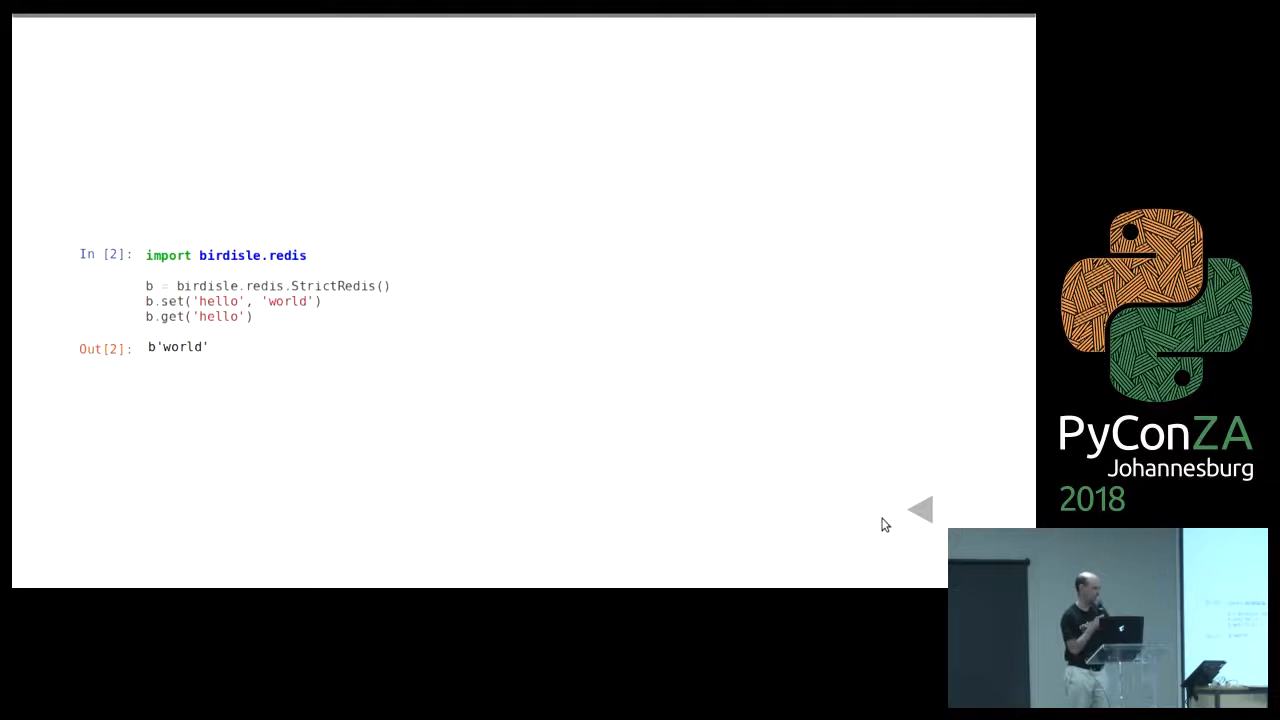 In [2]: import birdisle.redis
b = birdisle.redis.StrictRedis()
b.set('hello', 'world')
b.get('hello')
Out[2]: b'world'
PyConZA
Johannesburg
2018